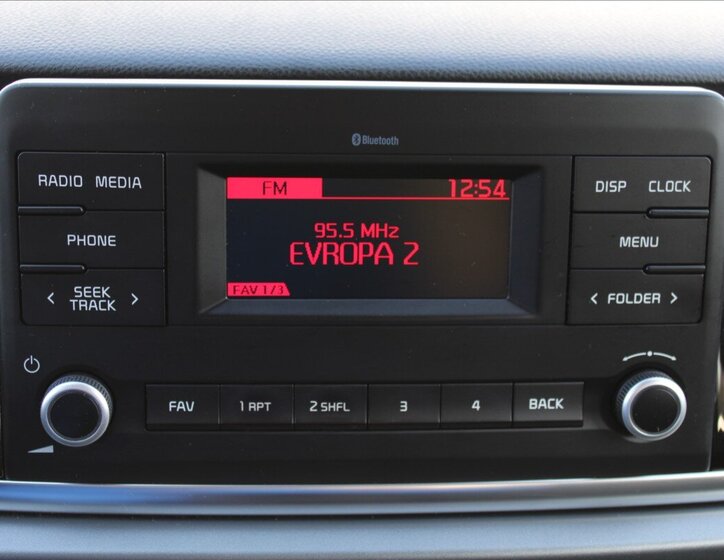 Bluetooth
RADIO MEDIA
PHONE
< SEEK TRACK >
FM 12:54
95.5 MHz
EVROPA 2
FAV 1/3
DISP CLOCK
MENU
< FOLDER >
FAV
1 RPT
2 SHFL
3
4
BACK